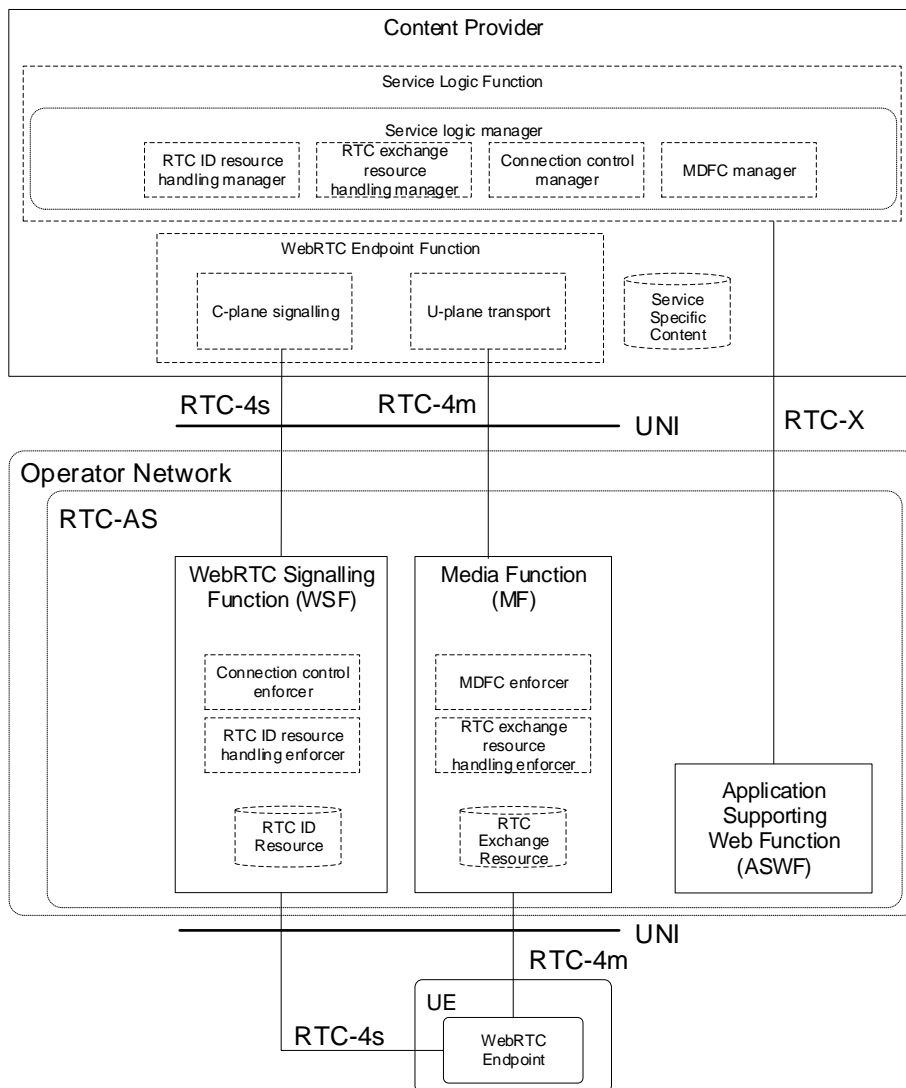 Content Provider
Service Logic Function
Service logic manager
RTC ID resource
handling manager
RTC exchange
resource
handling manager
Connection control
manager
MDFC manager
WebRTC Endpoint Function
C-plane signalling
U-plane transport
Service
Specific
Content
RTC-4s
RTC-4m
UNI
RTC-X
Operator Network
RTC-AS
WebRTC Signalling
Function (WSF)
Media Function
(MF)
Connection control
enforcer
MDFC enforcer
RTC ID resource
handling enforcer
RTC exchange
resource
handling enforcer
RTC ID
Resource
RTC
Exchange
Resource
Application
Supporting
Web Function
(ASWF)
UNI
RTC-4m
UE
RTC-4s
WebRTC
Endpoint